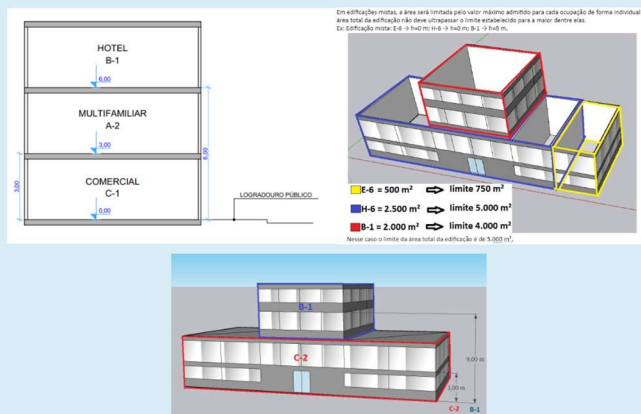 HOTEL
B-1
6,00
MULTIFAMILIAR
A-2
3,00
COMERCIAL
C-1
0,00
3,00
6,00
LOGRADOURO PÚBLICO
Em edificações mistas, a área será limitada pelo valor máximo admitido para cada ocupação de forma individual
área total da edificação não deve ultrapassar o limite estabelecido para a maior dentre elas.
Ex: Edificação mista: E-6 -> h=0 m; H-6 -> h=0 m; B-1 -> h=9 m.
E-6 = 500 m² limite 750 m²
H-6 = 2.500 m² limite 5.000 m²
B-1 = 2.000 m² limite 4.000 m²
Nesse caso o limite da área total da edificação é de 5.000 m².
B-1
C-2
9,00 m
3,00 m
C-2 B-1